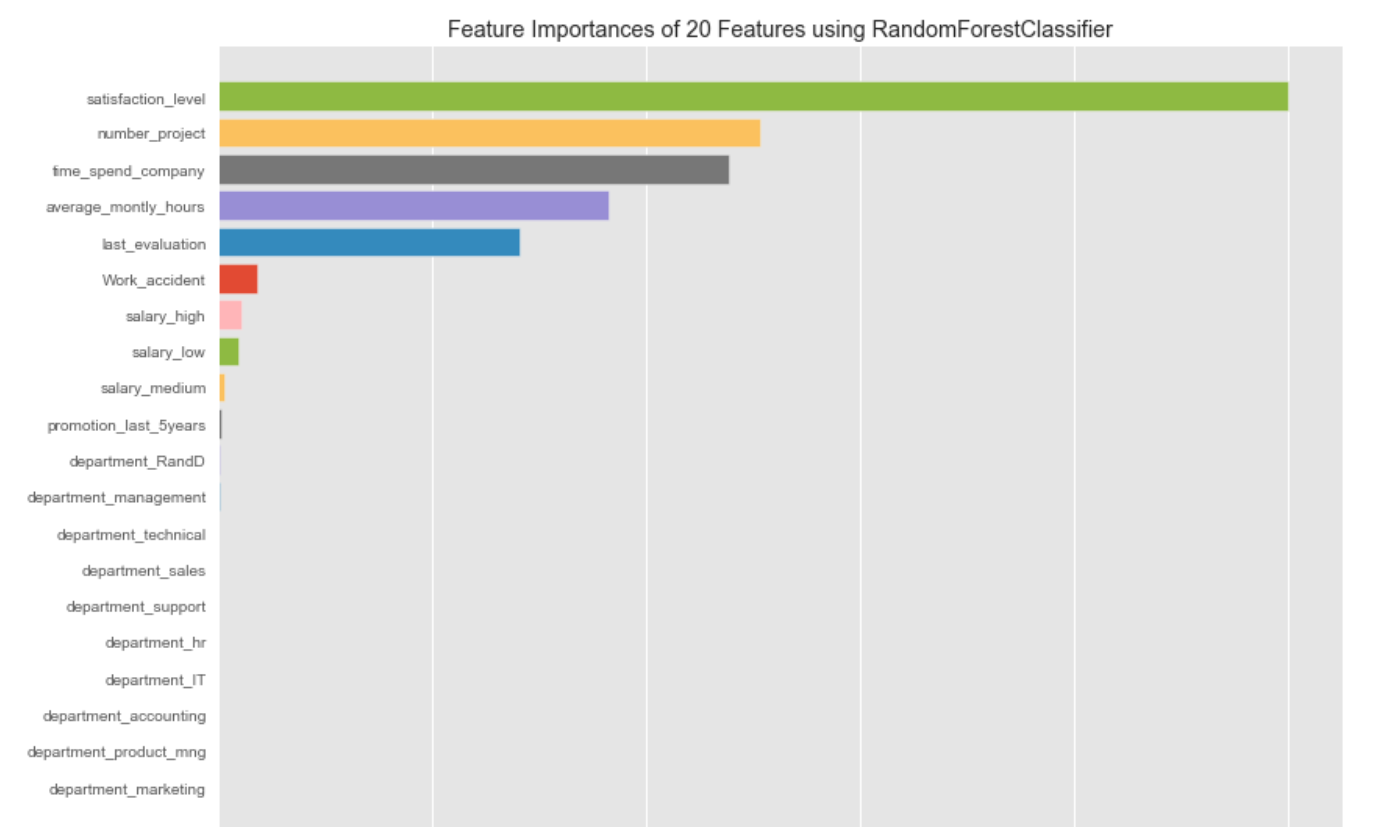 Feature Importances of 20 Features using RandomForestClassifier
satisfaction_level
number_project
time_spend_company
average_montly_hours
last_evaluation
Work_accident
salary_high
salary_low
salary_medium
promotion_last_5years
department_RandD
department_management
department_technical
department_sales
department_support
department_hr
department_IT
department_accounting
department_product_mng
department_marketing